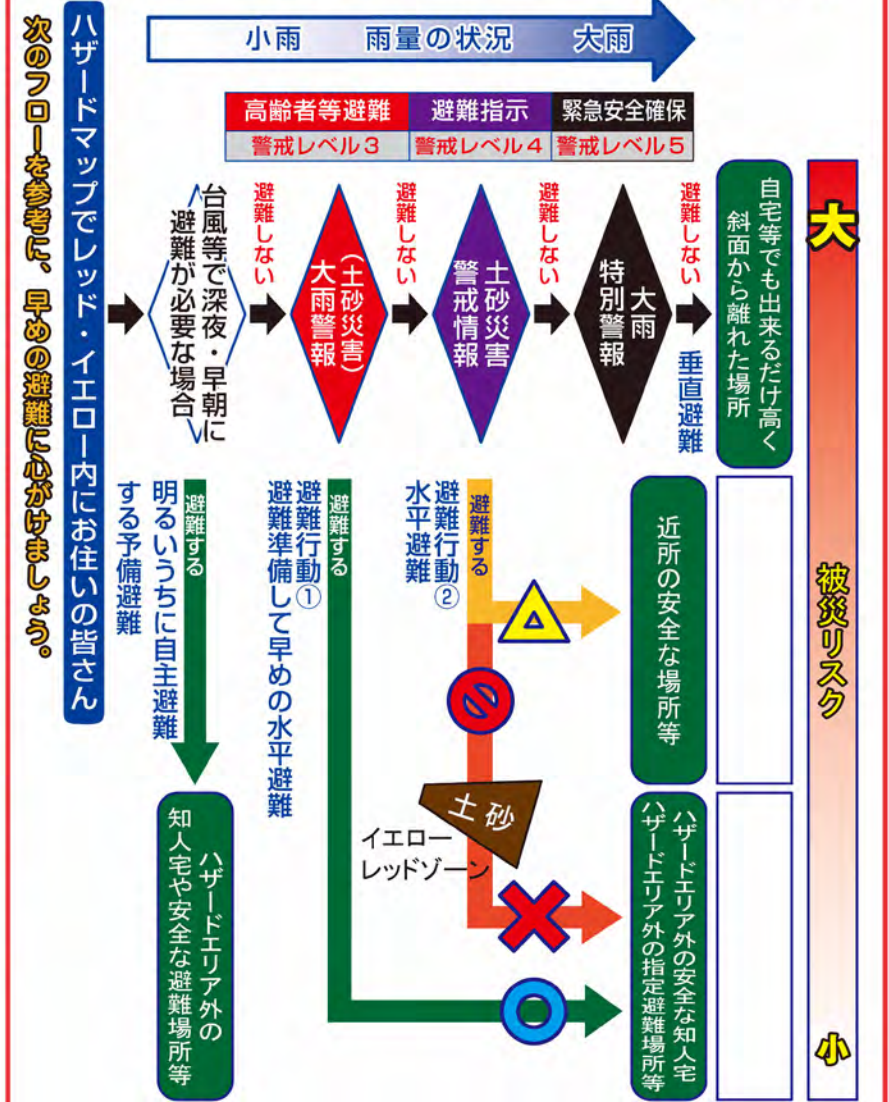 次のフローを参考に、早めの避難に心がけましょう。
ハザードマップでレッド・イエロー内にお住いの皆さん
小雨 雨量の状況 大雨
高齢者等避難 避難指示 緊急安全確保
警戒レベル3 警戒レベル4 警戒レベル5
台風等で深夜・早朝に
避難が必要な場合
避難しない
(土砂災害)
大雨警報
避難しない
土砂災害
警戒情報
避難しない
大雨
特別警報
避難しない
垂直避難
自宅等でも出来るだけ高く
斜面から離れた場所
避難する
明るいうちに自主避難
する予備避難
避難する
避難行動①
避難準備して早めの水平避難
避難する
避難行動②
水平避難
近所の安全な場所等
土砂
イエロー
レッドゾーン
ハザードエリア外の
知人宅や安全な避難場所等
ハザードエリア外の安全な知人宅
ハザードエリア外の指定避難場所等
大
被災リスク
小